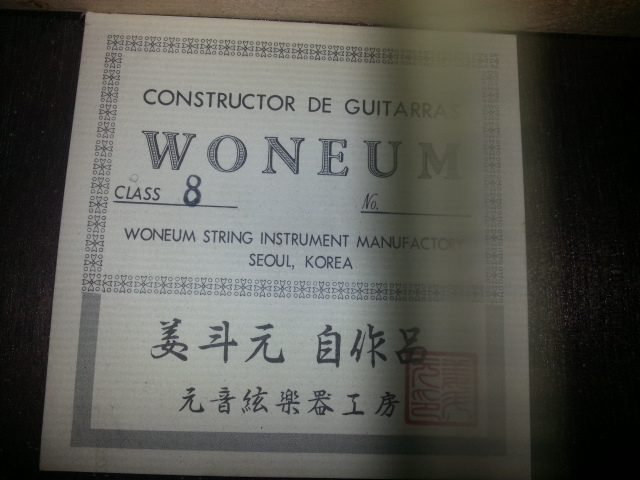 CONSTRUCTOR DE GUITARRAS
WONEUM
CLASS 8 No.
WONEUM STRING INSTRUMENT MANUFACTORY
SEOUL, KOREA
姜斗元 自作品
元音絃樂器工房